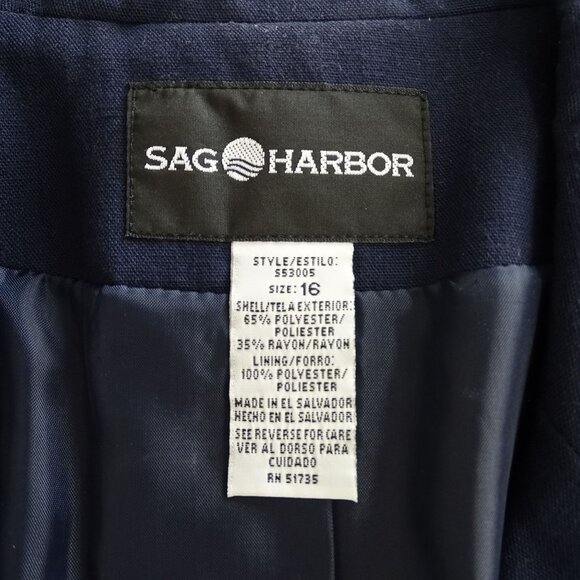 SAG HARBOR
STYLE/ESTILO:
S53005
SIZE: 16
SHELL/TELA EXTERIOR:
65% POLYESTER/
POLIESTER
35% RAYON/RAYON
LINING/FORRO:
100% POLYESTER/
POLIESTER
MADE IN EL SALVADOR
HECHO EN EL SALVADOR
SEE REVERSE FOR CARE
VER AL DORSO PARA
CUIDADO
RN 51735